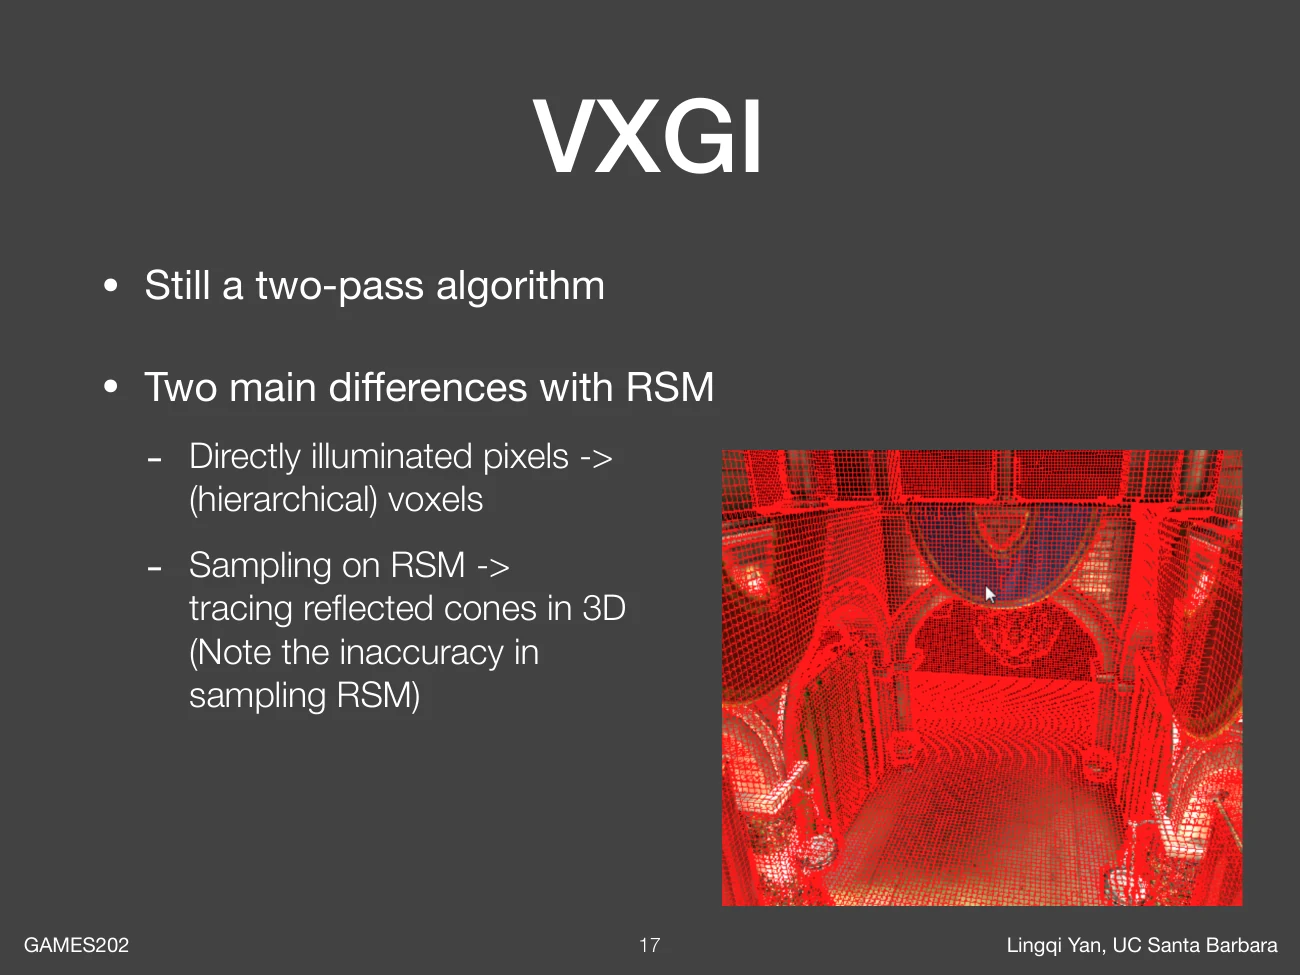 VXGI
• Still a two-pass algorithm
• Two main differences with RSM
- Directly illuminated pixels ->
(hierarchical) voxels
- Sampling on RSM ->
tracing reflected cones in 3D
(Note the inaccuracy in
sampling RSM)
GAMES202
17
Lingqi Yan, UC Santa Barbara